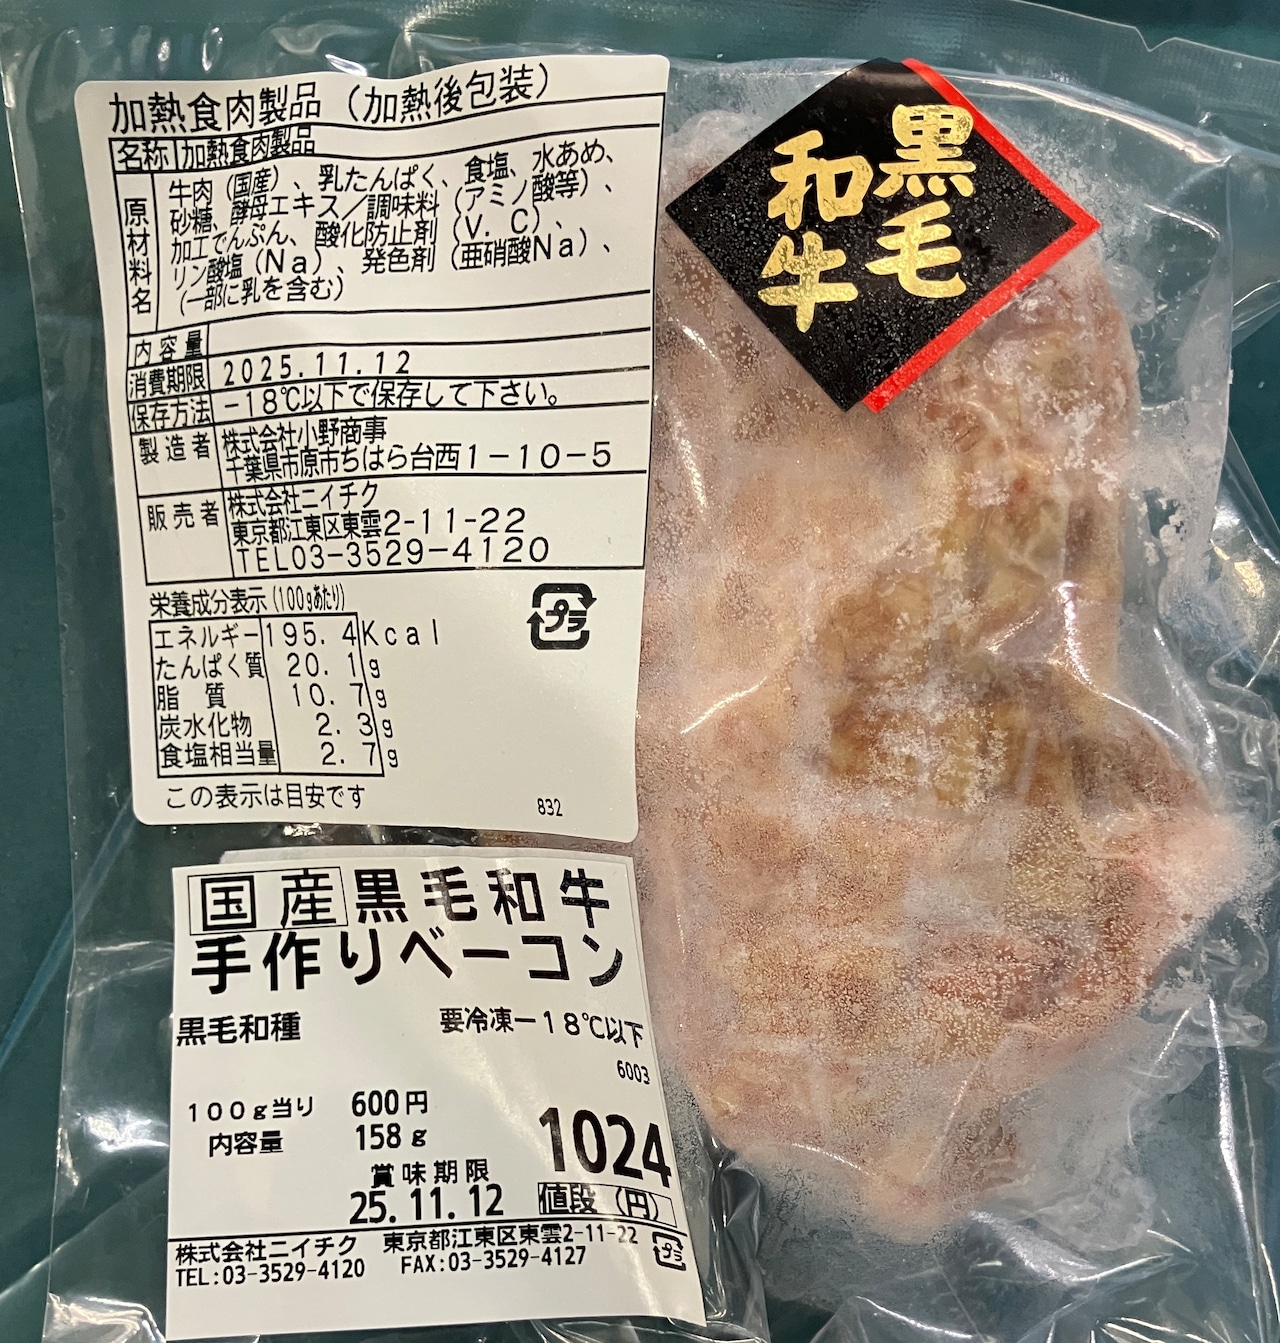 加熱食肉製品（加熱後包装）
名称 加熱食肉製品
原材料名
牛肉（国産）、乳たんぱく、食塩、水あめ、
砂糖、酵母エキス／調味料（アミノ酸等）、
加工でんぷん、酸化防止剤（V．C）、
リン酸塩（Na）、発色剤（亜硝酸Na）、
（一部に乳を含む）
内容量
消費期限 2025.11.12
保存方法 −18℃以下で保存して下さい。
製造者 株式会社小野商事
千葉県市原市ちはら台西1−10−5
販売者 株式会社ニイチク
東京都江東区東雲2-11-22
TEL03−3529−4120
栄養成分表示（100gあたり）
エネルギー 195.4Kcal
たんぱく質 20.1g
脂質 10.7g
炭水化物 2.3g
食塩相当量 2.7g
この表示は目安です
プラ
832
黒毛
和牛
国産黒毛和牛
手作りベーコン
黒毛和種 要冷凍−18℃以下
6003
100g当り 600円
内容量 158g
1024
賞味期限
25.11.12 値段（円）
株式会社ニイチク 東京都江東区東雲2-11-22
TEL:03-3529-4120 FAX:03-3529-4127
プラ